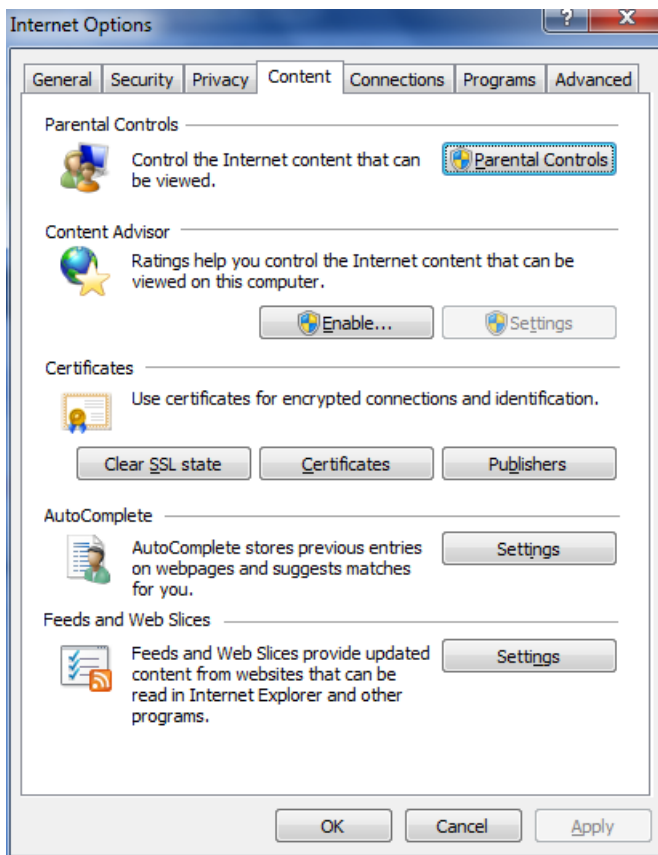 Internet Options
?
X
General Security Privacy Content Connections Programs Advanced
Parental Controls
Control the Internet content that can
be viewed.
Parental Controls
Content Advisor
Ratings help you control the Internet content that can be
viewed on this computer.
Enable...
Settings
Certificates
Use certificates for encrypted connections and identification.
Clear SSL state
Certificates
Publishers
AutoComplete
AutoComplete stores previous entries
on webpages and suggests matches
for you.
Settings
Feeds and Web Slices
Feeds and Web Slices provide updated
content from websites that can be
read in Internet Explorer and other
programs.
Settings
OK
Cancel
Apply